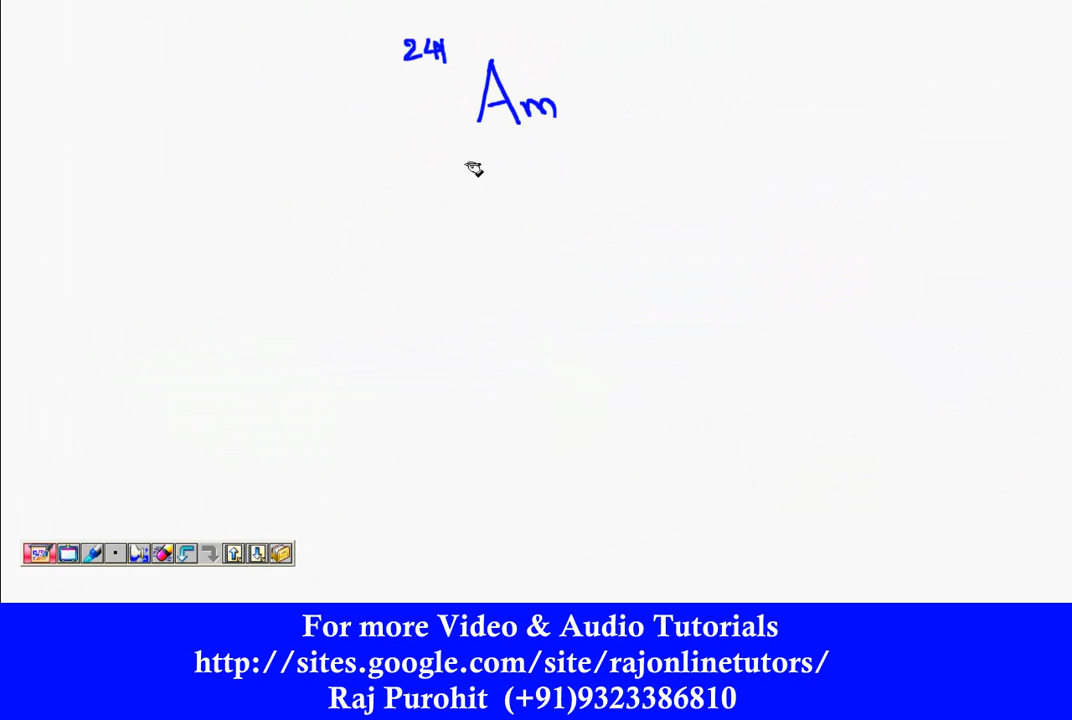 241
Am
For more Video & Audio Tutorials
http://sites.google.com/site/rajonlinetutors/
Raj Purohit (+91)9323386810